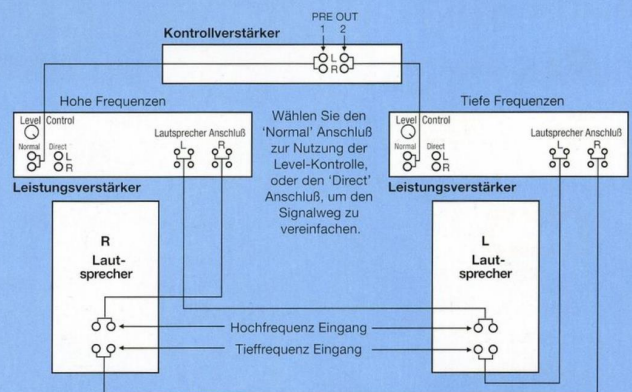 PRE OUT
1 2
Kontrollverstärker
L
R
Hohe Frequenzen
Tiefe Frequenzen
Level Control
Normal Direct
L
R
Lautsprecher Anschluß
L R
Leistungsverstärker
Wählen Sie den
'Normal' Anschluß
zur Nutzung der
Level-Kontrolle,
oder den 'Direct'
Anschluß, um den
Signalweg zu
vereinfachen.
Level Control
Normal Direct
L
R
Lautsprecher Anschluß
L R
Leistungsverstärker
R
Laut-
sprecher
L
Laut-
sprecher
Hochfrequenz Eingang
Tieffrequenz Eingang